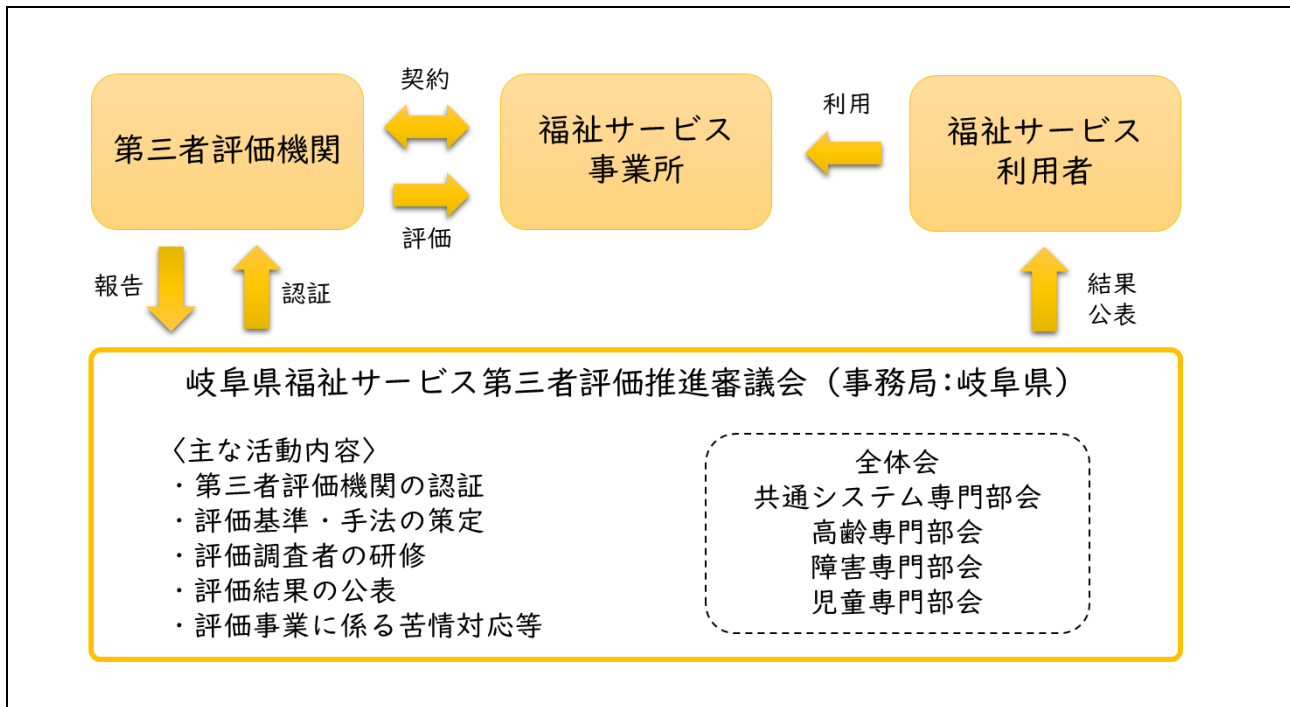 契約
第三者評価機関
評価
福祉サービス
事業所
利用
福祉サービス
利用者
報告
認証
結果
公表
岐阜県福祉サービス第三者評価推進審議会（事務局：岐阜県）
〈主な活動内容〉
・第三者評価機関の認証
・評価基準・手法の策定
・評価調査者の研修
・評価結果の公表
・評価事業に係る苦情対応等
全体会
共通システム専門部会
高齢専門部会
障害専門部会
児童専門部会